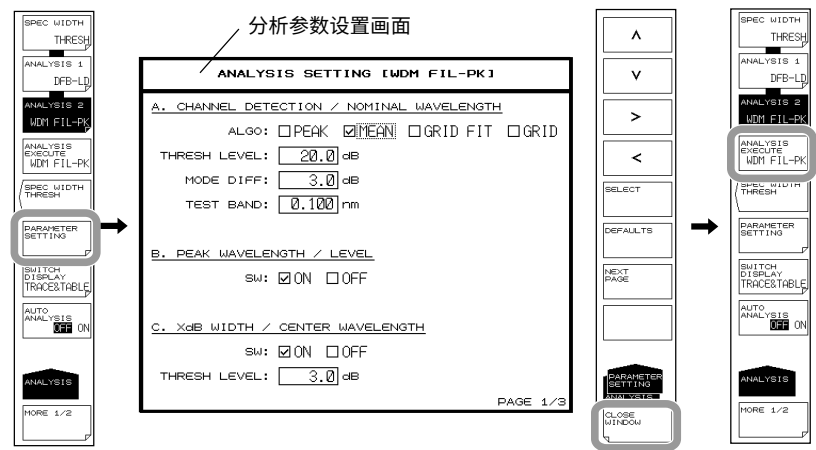 分析参数设置画面
SPEC WIDTH
THRESH
ANALYSIS 1
DFB-LD
ANALYSIS 2
WDM FIL-PK
ANALYSIS
EXECUTE
WDM FIL-PK
SPEC WIDTH
THRESH
PARAMETER
SETTING
SWITCH
DISPLAY
TRACE&TABLE
AUTO
ANALYSIS
OFF ON
ANALYSIS
MORE 1/2
ANALYSIS SETTING [WDM FIL-PK]
A. CHANNEL DETECTION / NOMINAL WAVELENGTH
ALGO: ☐PEAK ☑MEAN ☐GRID FIT ☐GRID
THRESH LEVEL: 20.0 dB
MODE DIFF: 3.0 dB
TEST BAND: 0.100 nm
B. PEAK WAVELENGTH / LEVEL
SW: ☑ON ☐OFF
C. XdB WIDTH / CENTER WAVELENGTH
SW: ☑ON ☐OFF
THRESH LEVEL: 3.0 dB
PAGE 1/3
SELECT
DEFAULTS
NEXT
PAGE
PARAMETER
SETTING
ANALYSIS
CLOSE
WINDOW
SPEC WIDTH
THRESH
ANALYSIS 1
DFB-LD
ANALYSIS 2
WDM FIL-PK
ANALYSIS
EXECUTE
WDM FIL-PK
SPEC WIDTH
THRESH
PARAMETER
SETTING
SWITCH
DISPLAY
TRACE&TABLE
AUTO
ANALYSIS
OFF ON
ANALYSIS
MORE 1/2